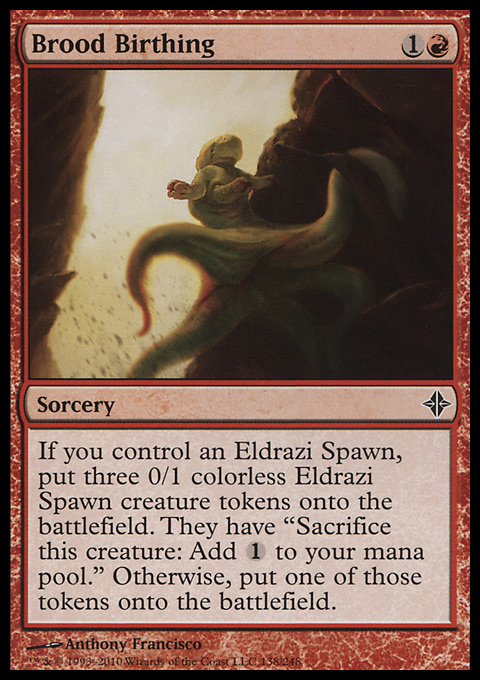 Brood Birthing 1
Sorcery
If you control an Eldrazi Spawn,
put three 0/1 colorless Eldrazi
Spawn creature tokens onto the
battlefield. They have “Sacrifice
this creature: Add 1 to your mana
pool.” Otherwise, put one of those
tokens onto the battlefield.
Anthony Francisco
™ & © 1993–2010 Wizards of the Coast LLC 138/248